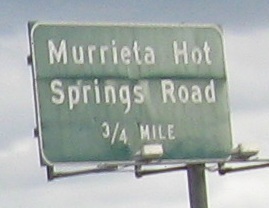 Murrieta Hot
Springs Road
3/4 MILE